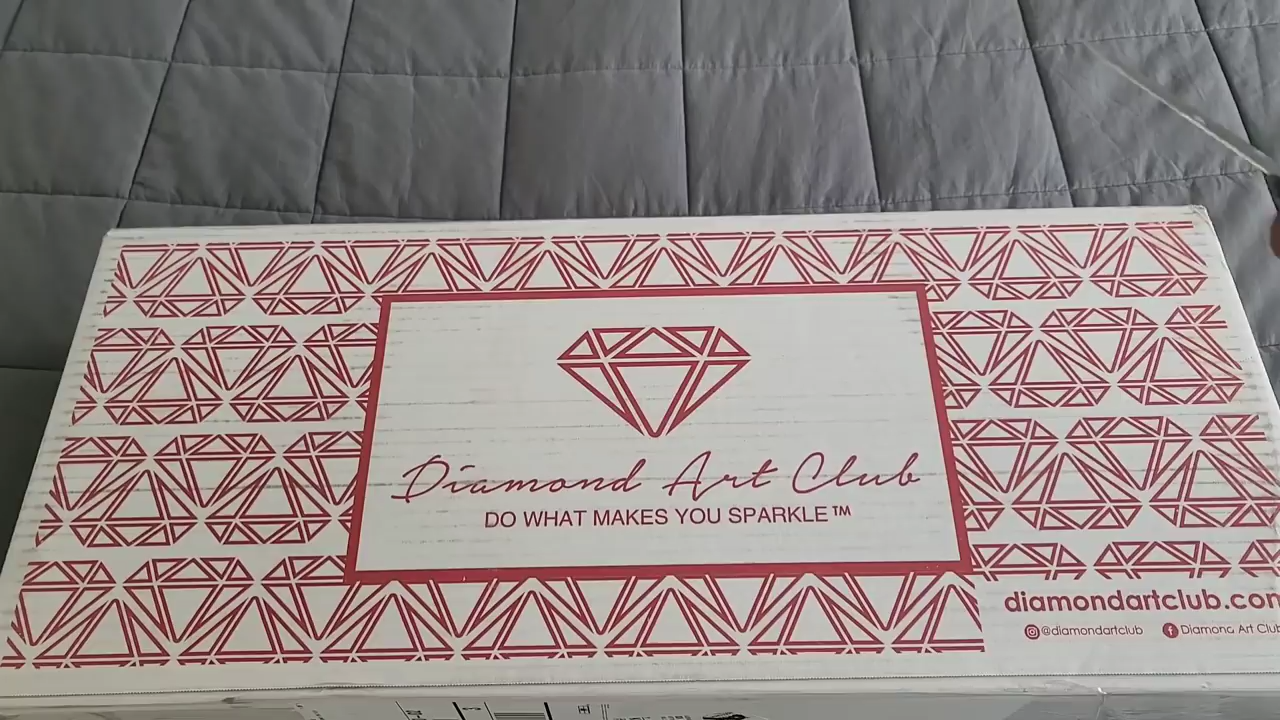 Diamond Art Club
DO WHAT MAKES YOU SPARKLE™
diamondartclub.com
@diamondartclub
Diamond Art Club